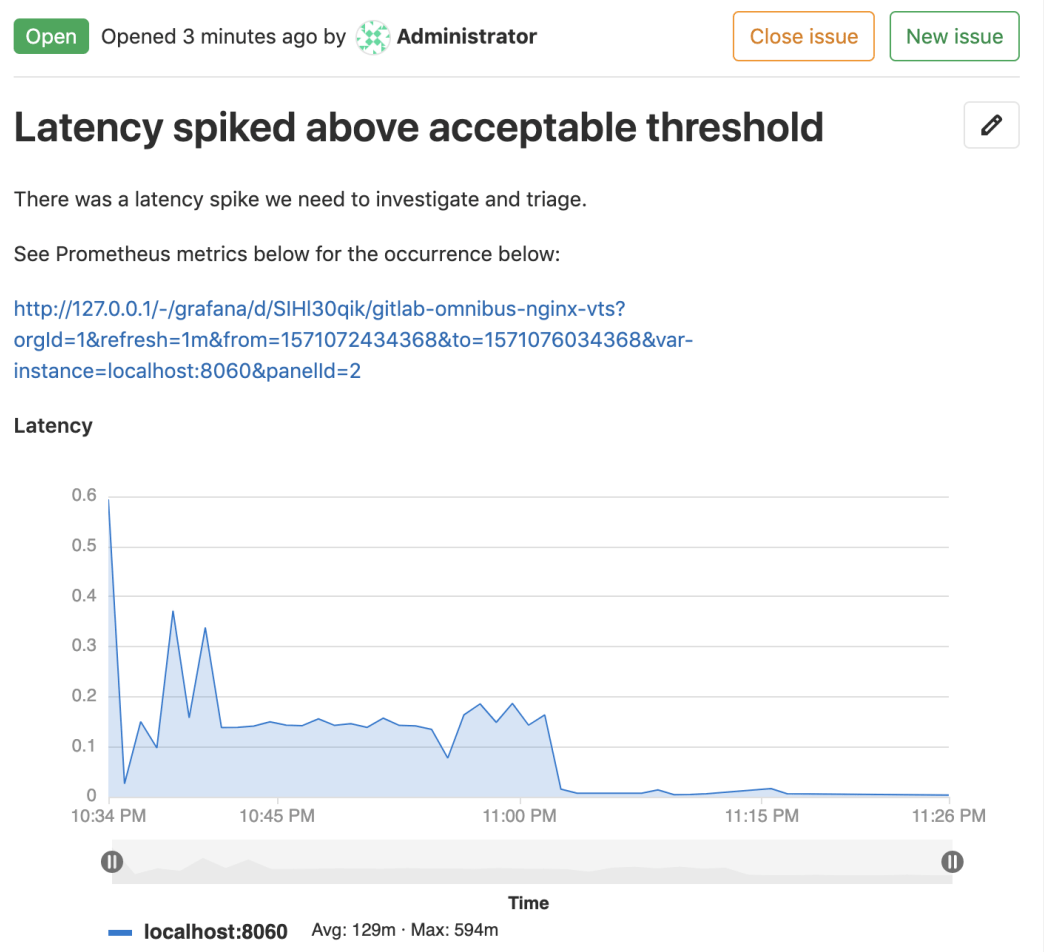 Open Opened 3 minutes ago by Administrator Close issue New issue
Latency spiked above acceptable threshold
There was a latency spike we need to investigate and triage.
See Prometheus metrics below for the occurrence below:
http://127.0.0.1/-/grafana/d/SIHl30qik/gitlab-omnibus-nginx-vts?
orgId=1&refresh=1m&from=1571072434368&to=1571076034368&var-
instance=localhost:8060&panelId=2
Latency
0.6
0.5
0.4
0.3
0.2
0.1
0
10:34 PM 10:45 PM 11:00 PM 11:15 PM 11:26 PM
Time
localhost:8060 Avg: 129m · Max: 594m